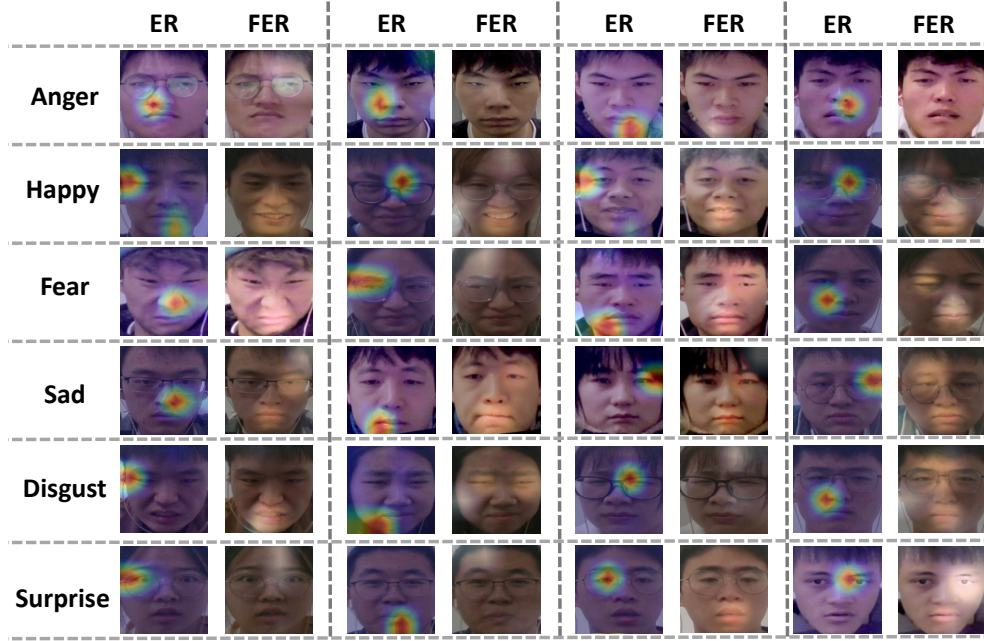 ER FER ER FER ER FER ER FER
Anger
Happy
Fear
Sad
Disgust
Surprise